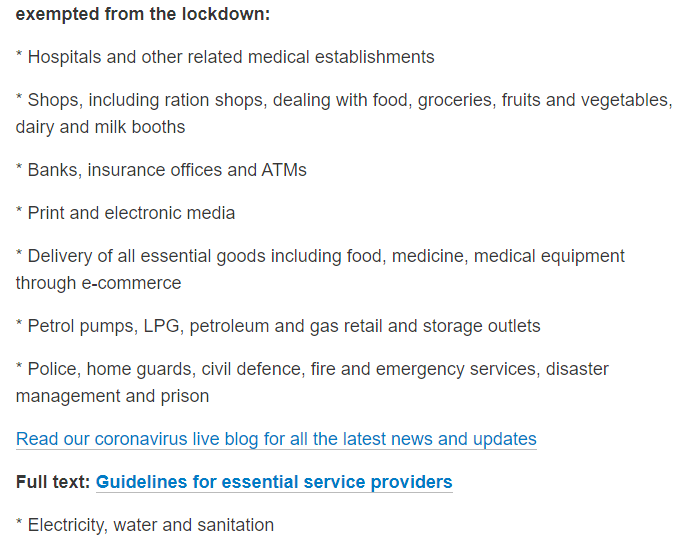 exempted from the lockdown:
* Hospitals and other related medical establishments
* Shops, including ration shops, dealing with food, groceries, fruits and vegetables,
dairy and milk booths
* Banks, insurance offices and ATMs
* Print and electronic media
* Delivery of all essential goods including food, medicine, medical equipment
through e-commerce
* Petrol pumps, LPG, petroleum and gas retail and storage outlets
* Police, home guards, civil defence, fire and emergency services, disaster
management and prison
Read our coronavirus live blog for all the latest news and updates
Full text: Guidelines for essential service providers
* Electricity, water and sanitation